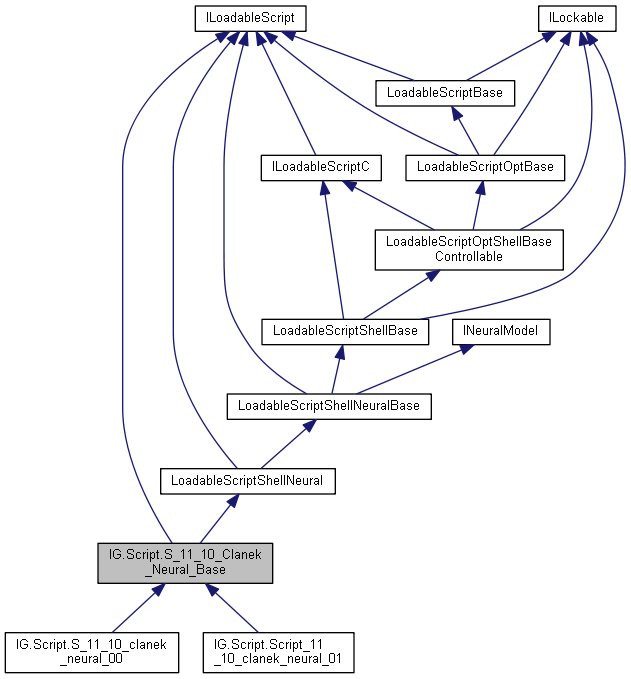 ILoadableScript
ILockable
LoadableScriptBase
ILoadableScriptC
LoadableScriptOptBase
LoadableScriptOptShellBase
Controllable
LoadableScriptShellBase
INeuralModel
LoadableScriptShellNeuralBase
LoadableScriptShellNeural
IG.Script.S_11_10_Clanek
_Neural_Base
IG.Script.S_11_10_clanek
_neural_00
IG.Script.Script_11
_10_clanek_neural_01